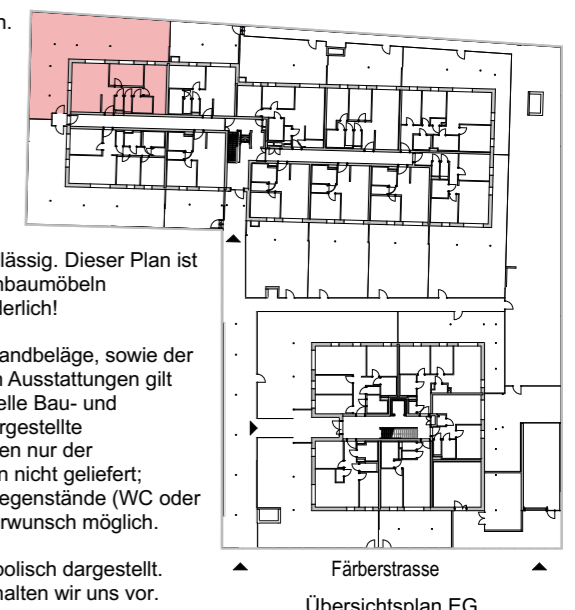 n.
lässig. Dieser Plan ist
nbaumöbeln
lerlich!
andbeläge, sowie der
n Ausstattungen gilt
elle Bau- und
rgestellte
en nur der
n nicht geliefert;
egenstände (WC oder
rwunsch möglich.
bolisch dargestellt.
halten wir uns vor.
Färberstrasse
Übersichtsplan EG